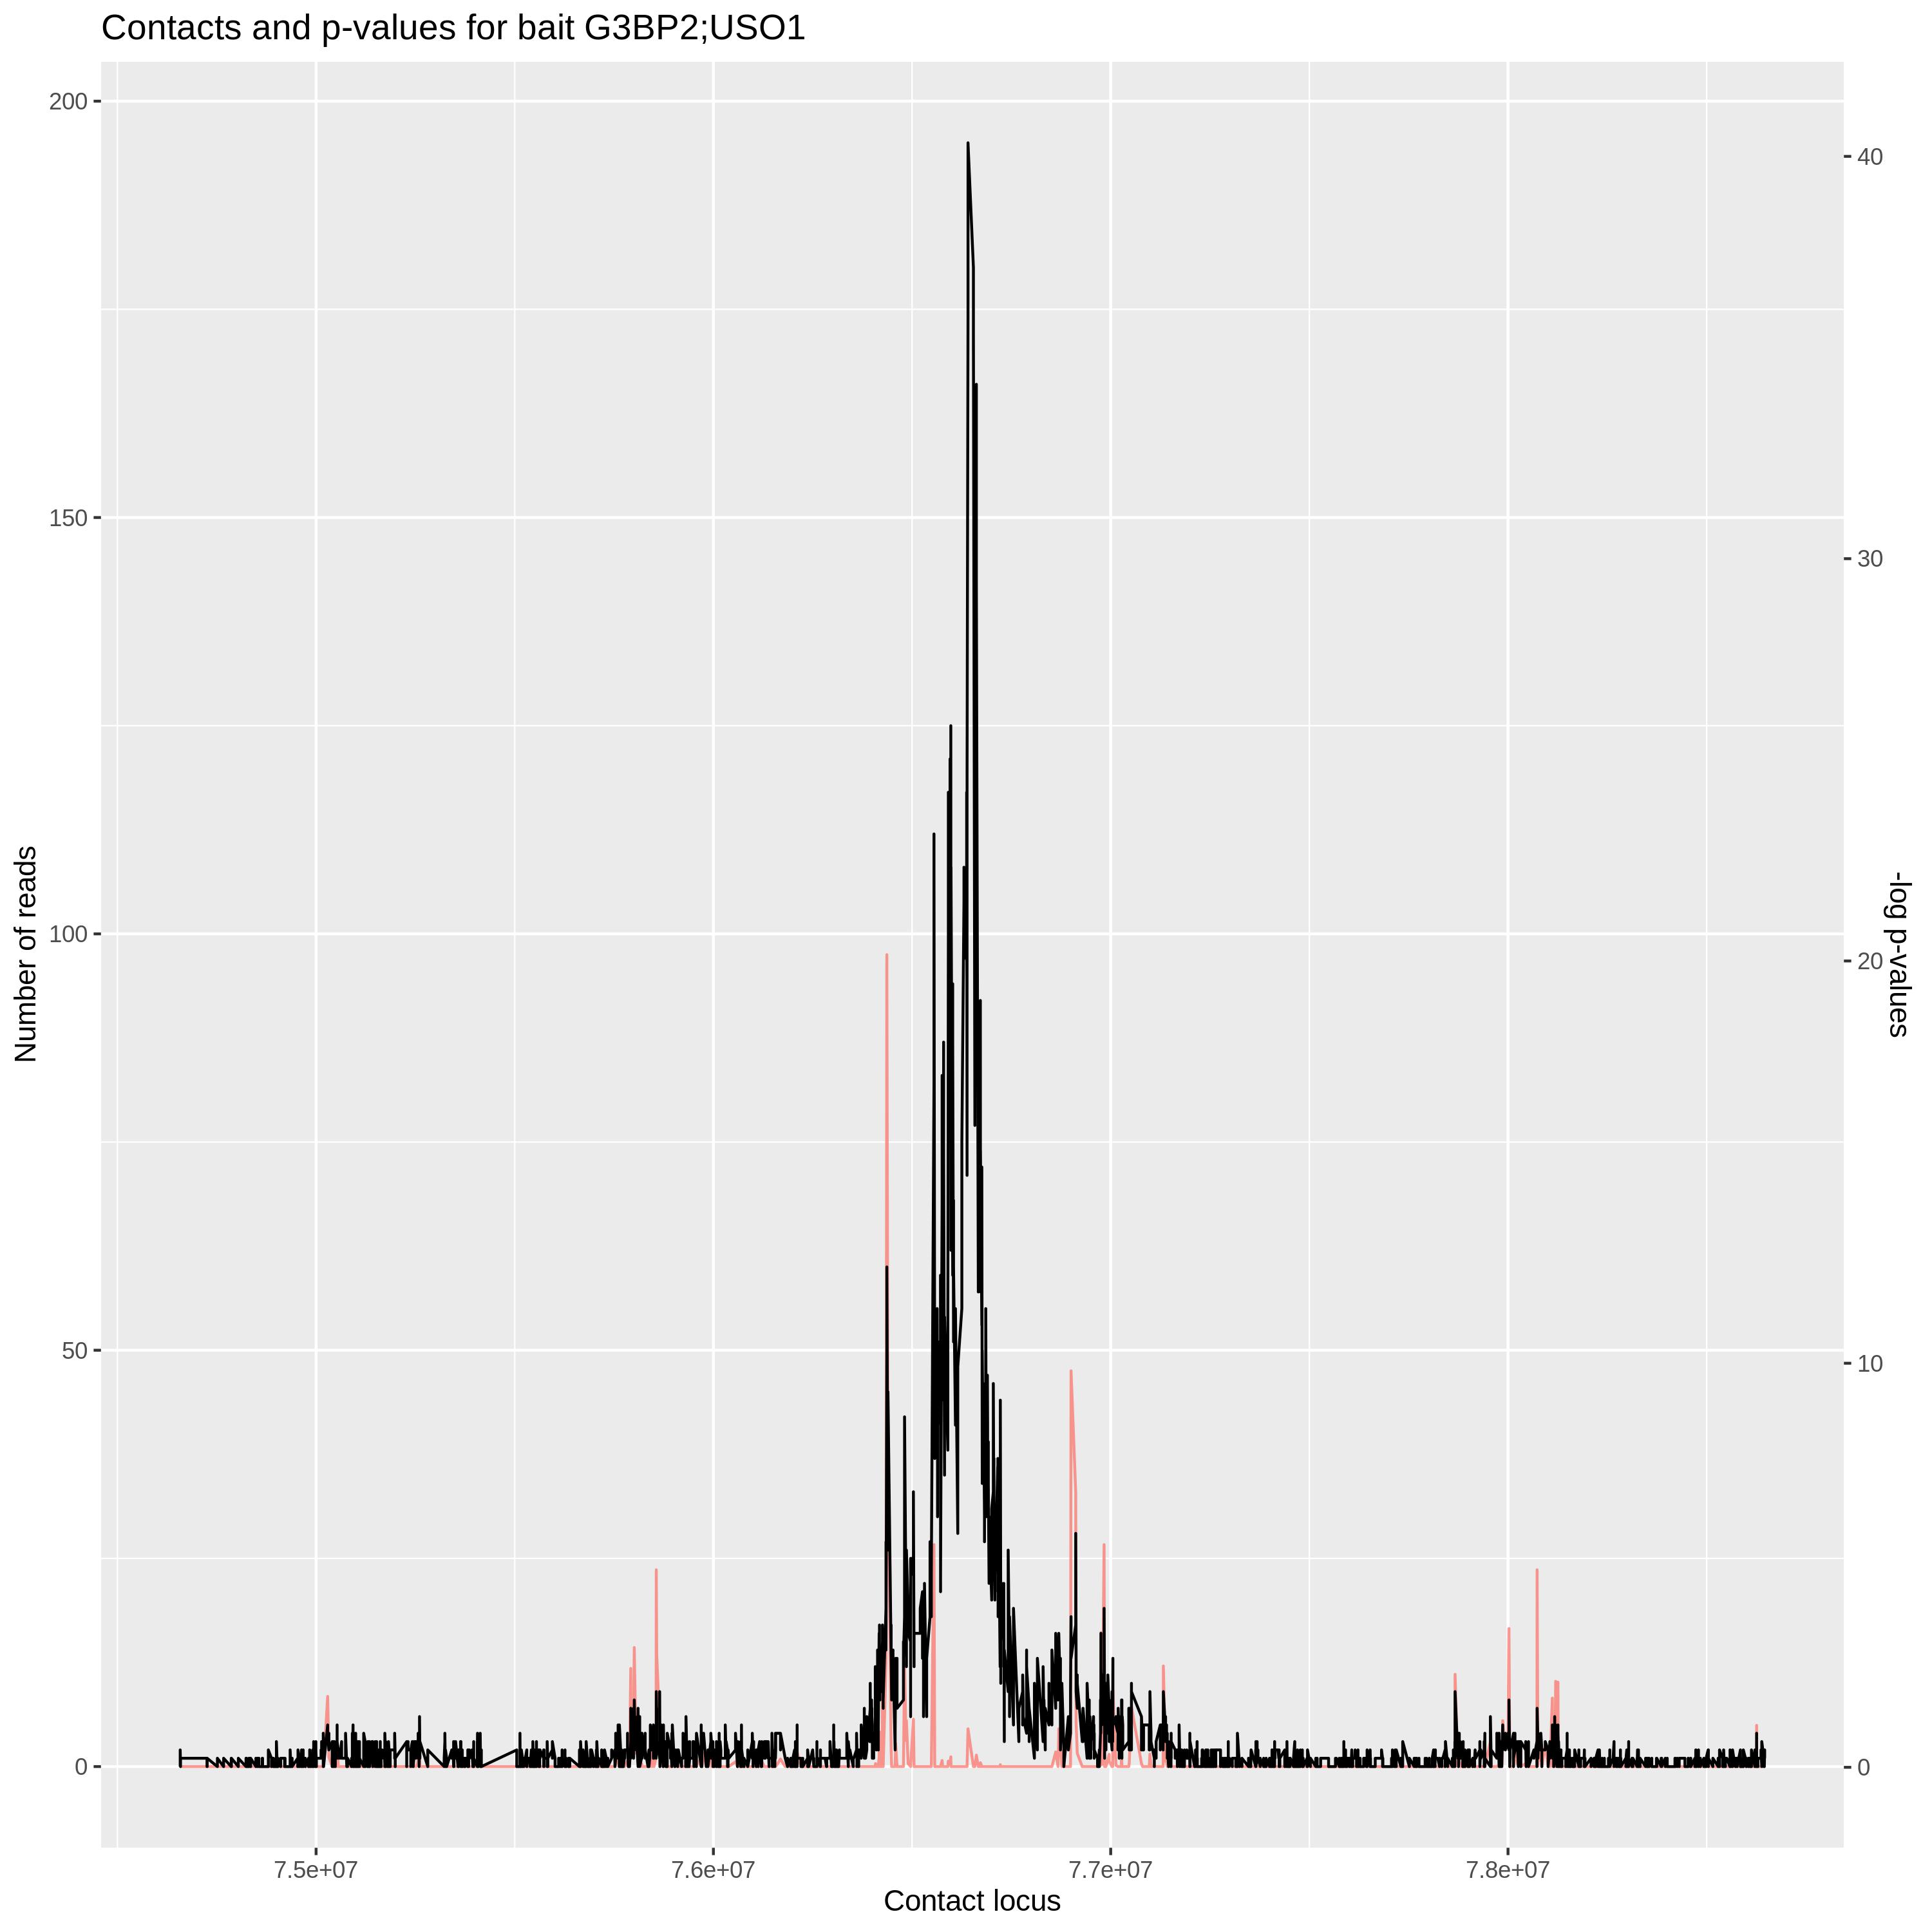 Contacts and p-values for bait G3BP2;USO1
200
150
100
50
0
40
30
20
10
0
Number of reads
-log p-values
7.5e+07
7.6e+07
7.7e+07
7.8e+07
Contact locus